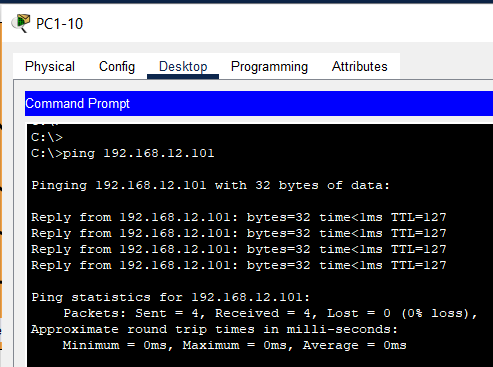 PC1-10
Physical Config Desktop Programming Attributes
Command Prompt
C:\>
C:\>
C:\>ping 192.168.12.101
Pinging 192.168.12.101 with 32 bytes of data:
Reply from 192.168.12.101: bytes=32 time<1ms TTL=127
Reply from 192.168.12.101: bytes=32 time<1ms TTL=127
Reply from 192.168.12.101: bytes=32 time<1ms TTL=127
Reply from 192.168.12.101: bytes=32 time<1ms TTL=127
Ping statistics for 192.168.12.101:
Packets: Sent = 4, Received = 4, Lost = 0 (0% loss),
Approximate round trip times in milli-seconds:
Minimum = 0ms, Maximum = 0ms, Average = 0ms